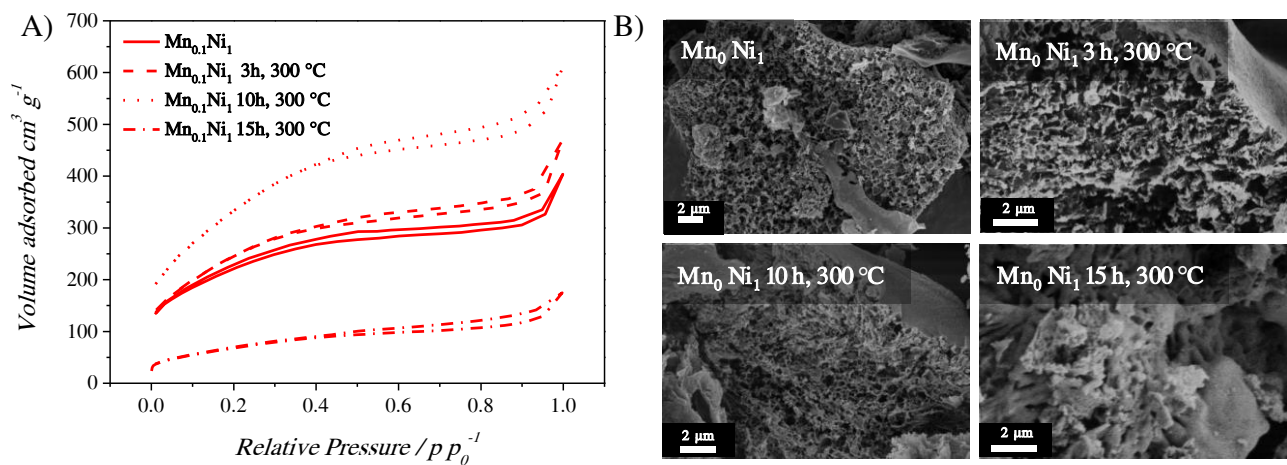 A)
700
600
500
400
300
200
100
0
Volume adsorbed cm³ g⁻¹
Mn₀.₁Ni₁
Mn₀.₁Ni₁ 3h, 300 °C
Mn₀.₁Ni₁ 10h, 300 °C
Mn₀.₁Ni₁ 15h, 300 °C
0.0 0.2 0.4 0.6 0.8 1.0
Relative Pressure / p p₀⁻¹
B)
Mn₀ Ni₁
2 µm
Mn₀ Ni₁ 3 h, 300 °C
2 µm
Mn₀ Ni₁ 10 h, 300 °C
2 µm
Mn₀ Ni₁ 15 h, 300 °C
2 µm